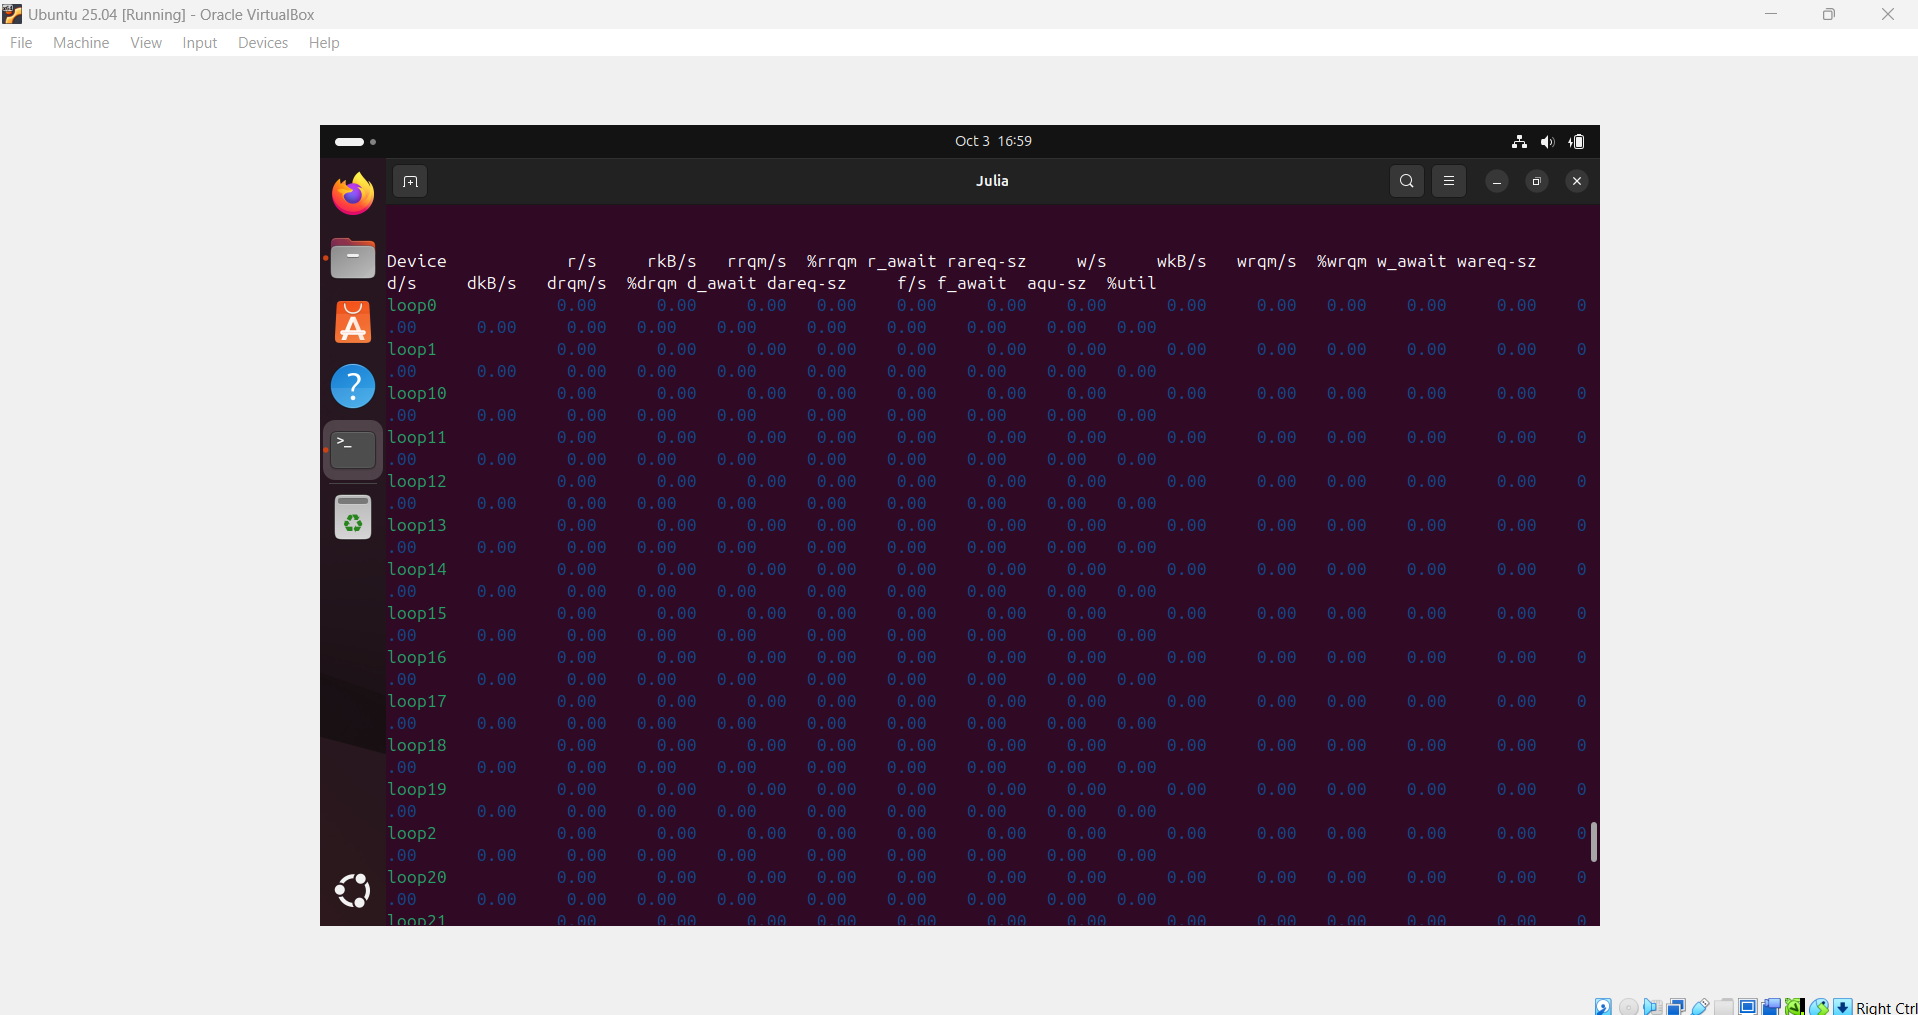 Ubuntu 25.04 [Running] - Oracle VirtualBox
File Machine View Input Devices Help
Oct 3 16:59
Julia
Device r/s rkB/s rrqm/s %rrqm r_await rareq-sz w/s wkB/s wrqm/s %wrqm w_await wareq-sz
d/s dkB/s drqm/s %drqm d_await dareq-sz f/s f_await aqu-sz %util
loop0 0.00 0.00 0.00 0.00 0.00 0.00 0.00 0.00 0.00 0.00 0.00 0.00 0
.00 0.00 0.00 0.00 0.00 0.00 0.00 0.00 0.00 0.00
loop1 0.00 0.00 0.00 0.00 0.00 0.00 0.00 0.00 0.00 0.00 0.00 0.00 0
.00 0.00 0.00 0.00 0.00 0.00 0.00 0.00 0.00 0.00
loop10 0.00 0.00 0.00 0.00 0.00 0.00 0.00 0.00 0.00 0.00 0.00 0.00 0
.00 0.00 0.00 0.00 0.00 0.00 0.00 0.00 0.00 0.00
loop11 0.00 0.00 0.00 0.00 0.00 0.00 0.00 0.00 0.00 0.00 0.00 0.00 0
.00 0.00 0.00 0.00 0.00 0.00 0.00 0.00 0.00 0.00
loop12 0.00 0.00 0.00 0.00 0.00 0.00 0.00 0.00 0.00 0.00 0.00 0.00 0
.00 0.00 0.00 0.00 0.00 0.00 0.00 0.00 0.00 0.00
loop13 0.00 0.00 0.00 0.00 0.00 0.00 0.00 0.00 0.00 0.00 0.00 0.00 0
.00 0.00 0.00 0.00 0.00 0.00 0.00 0.00 0.00 0.00
loop14 0.00 0.00 0.00 0.00 0.00 0.00 0.00 0.00 0.00 0.00 0.00 0.00 0
.00 0.00 0.00 0.00 0.00 0.00 0.00 0.00 0.00 0.00
loop15 0.00 0.00 0.00 0.00 0.00 0.00 0.00 0.00 0.00 0.00 0.00 0.00 0
.00 0.00 0.00 0.00 0.00 0.00 0.00 0.00 0.00 0.00
loop16 0.00 0.00 0.00 0.00 0.00 0.00 0.00 0.00 0.00 0.00 0.00 0.00 0
.00 0.00 0.00 0.00 0.00 0.00 0.00 0.00 0.00 0.00
loop17 0.00 0.00 0.00 0.00 0.00 0.00 0.00 0.00 0.00 0.00 0.00 0.00 0
.00 0.00 0.00 0.00 0.00 0.00 0.00 0.00 0.00 0.00
loop18 0.00 0.00 0.00 0.00 0.00 0.00 0.00 0.00 0.00 0.00 0.00 0.00 0
.00 0.00 0.00 0.00 0.00 0.00 0.00 0.00 0.00 0.00
loop19 0.00 0.00 0.00 0.00 0.00 0.00 0.00 0.00 0.00 0.00 0.00 0.00 0
.00 0.00 0.00 0.00 0.00 0.00 0.00 0.00 0.00 0.00
loop2 0.00 0.00 0.00 0.00 0.00 0.00 0.00 0.00 0.00 0.00 0.00 0.00 0
.00 0.00 0.00 0.00 0.00 0.00 0.00 0.00 0.00 0.00
loop20 0.00 0.00 0.00 0.00 0.00 0.00 0.00 0.00 0.00 0.00 0.00 0.00 0
.00 0.00 0.00 0.00 0.00 0.00 0.00 0.00 0.00 0.00
loop21 0.00 0.00 0.00 0.00 0.00 0.00 0.00 0.00 0.00 0.00 0.00 0.00 0
Right Ctrl